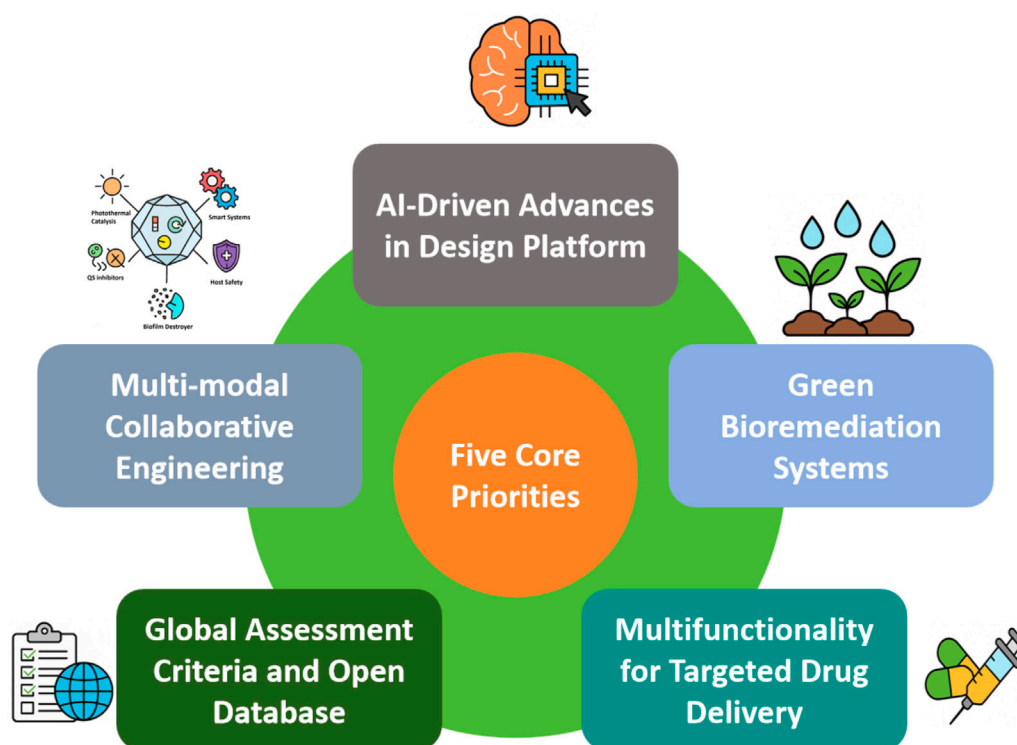 AI-Driven Advances
in Design Platform
Photothermal
Catalysis
Smart Systems
QS inhibitors
Host Safety
Biofilm Destroyer
Multi-modal
Collaborative
Engineering
Green
Bioremediation
Systems
Five Core
Priorities
Global Assessment
Criteria and Open
Database
Multifunctionality
for Targeted Drug
Delivery